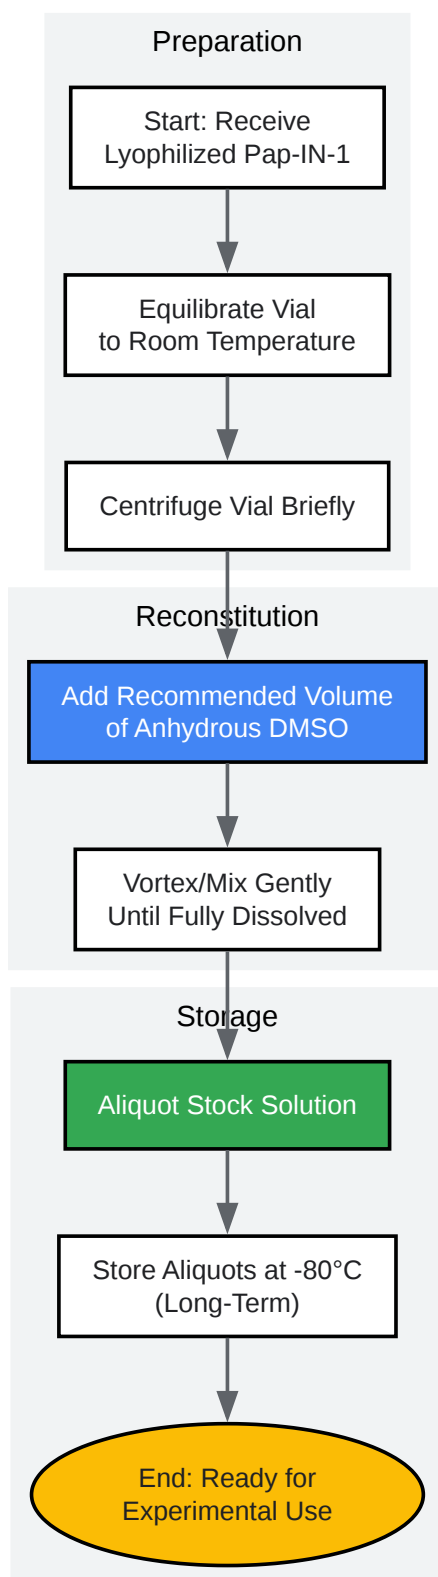 Preparation
Start: Receive
Lyophilized Pap-IN-1
Equilibrate Vial
to Room Temperature
Centrifuge Vial Briefly
Reconstitution
Add Recommended Volume
of Anhydrous DMSO
Vortex/Mix Gently
Until Fully Dissolved
Storage
Aliquot Stock Solution
Store Aliquots at -80°C
(Long-Term)
End: Ready for
Experimental Use